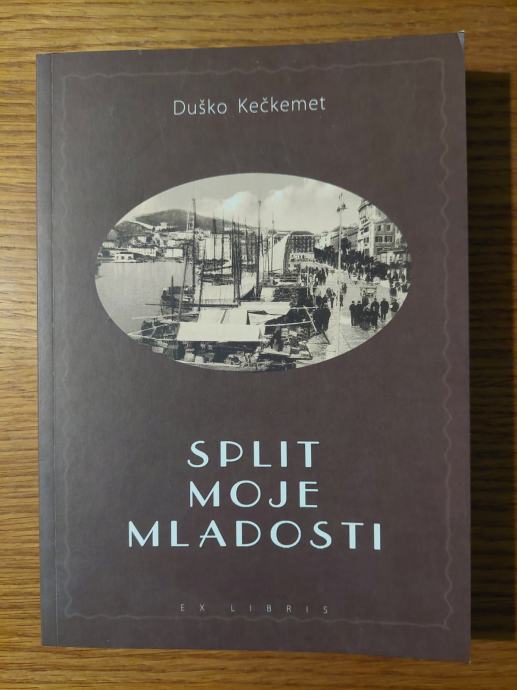 Duško Kečkemet
SPLIT
MOJE
MLADOSTI
EX LIBRIS